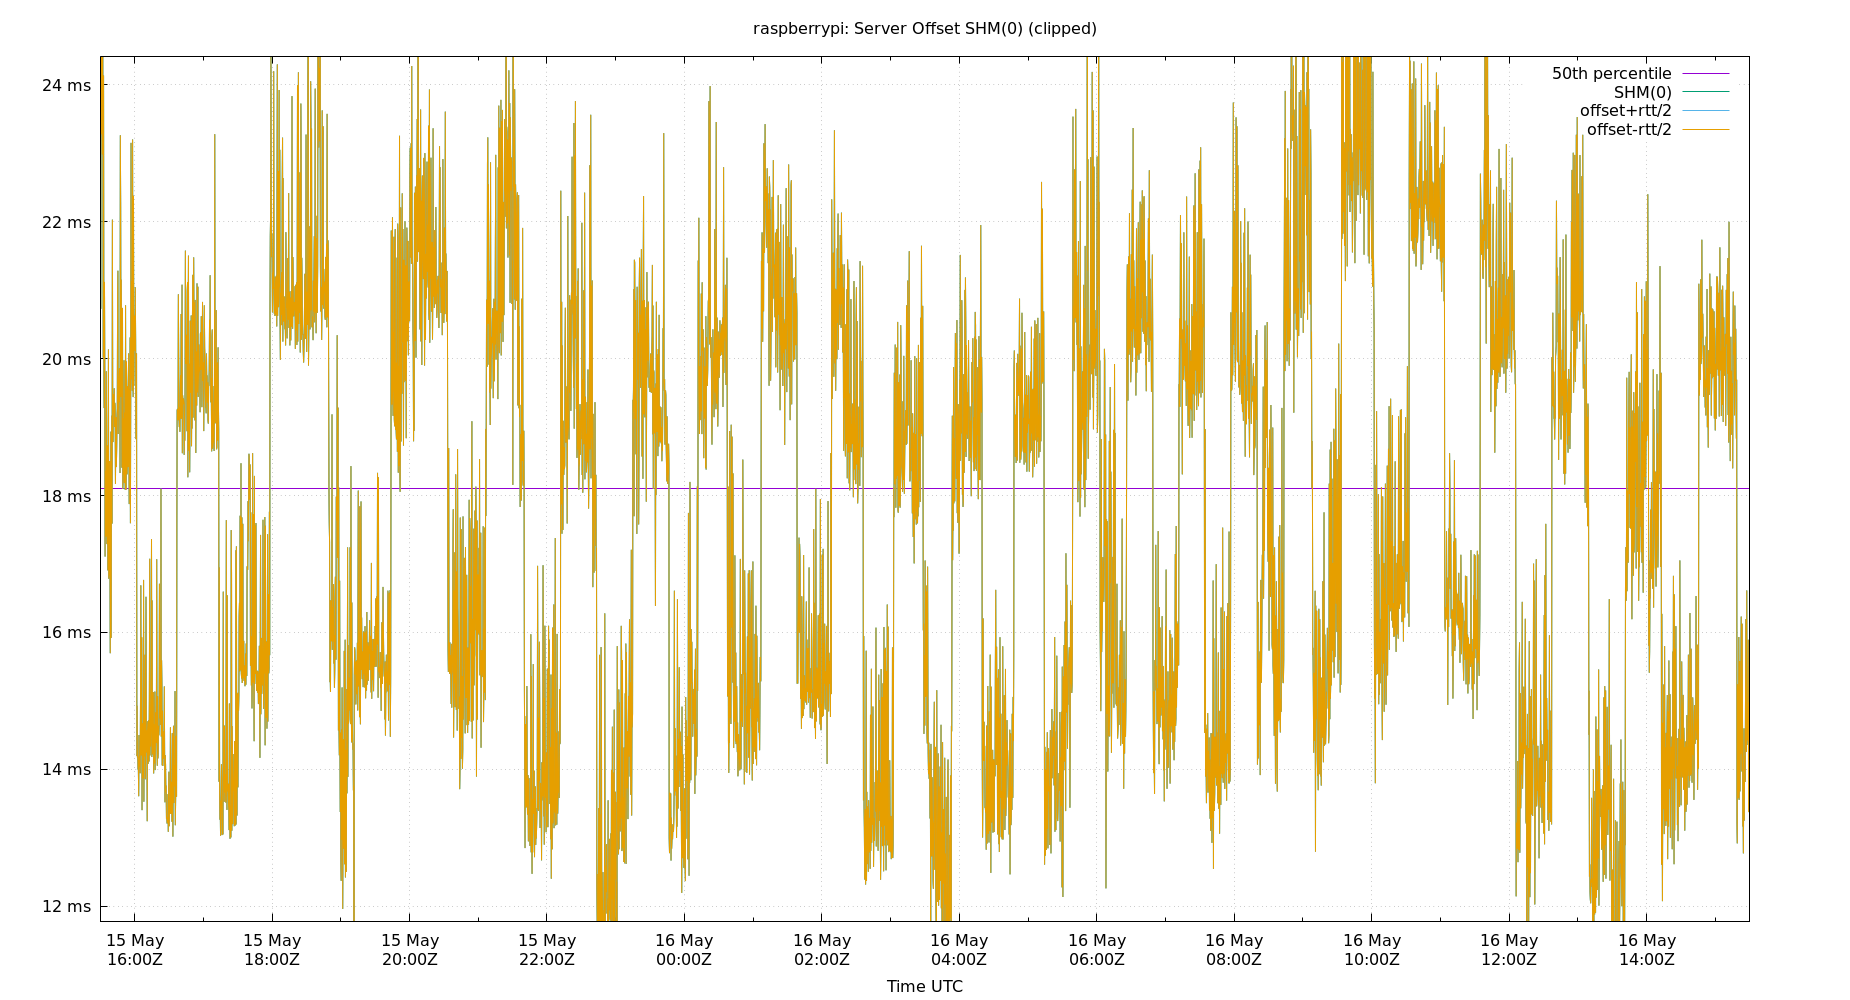 raspberrypi: Server Offset SHM(0) (clipped)
24 ms
22 ms
20 ms
18 ms
16 ms
14 ms
12 ms
50th percentile
SHM(0)
offset+rtt/2
offset-rtt/2
15 May 15 May 15 May 15 May 16 May 16 May 16 May 16 May 16 May 16 May 16 May 16 May
16:00Z 18:00Z 20:00Z 22:00Z 00:00Z 02:00Z 04:00Z 06:00Z 08:00Z 10:00Z 12:00Z 14:00Z
Time UTC